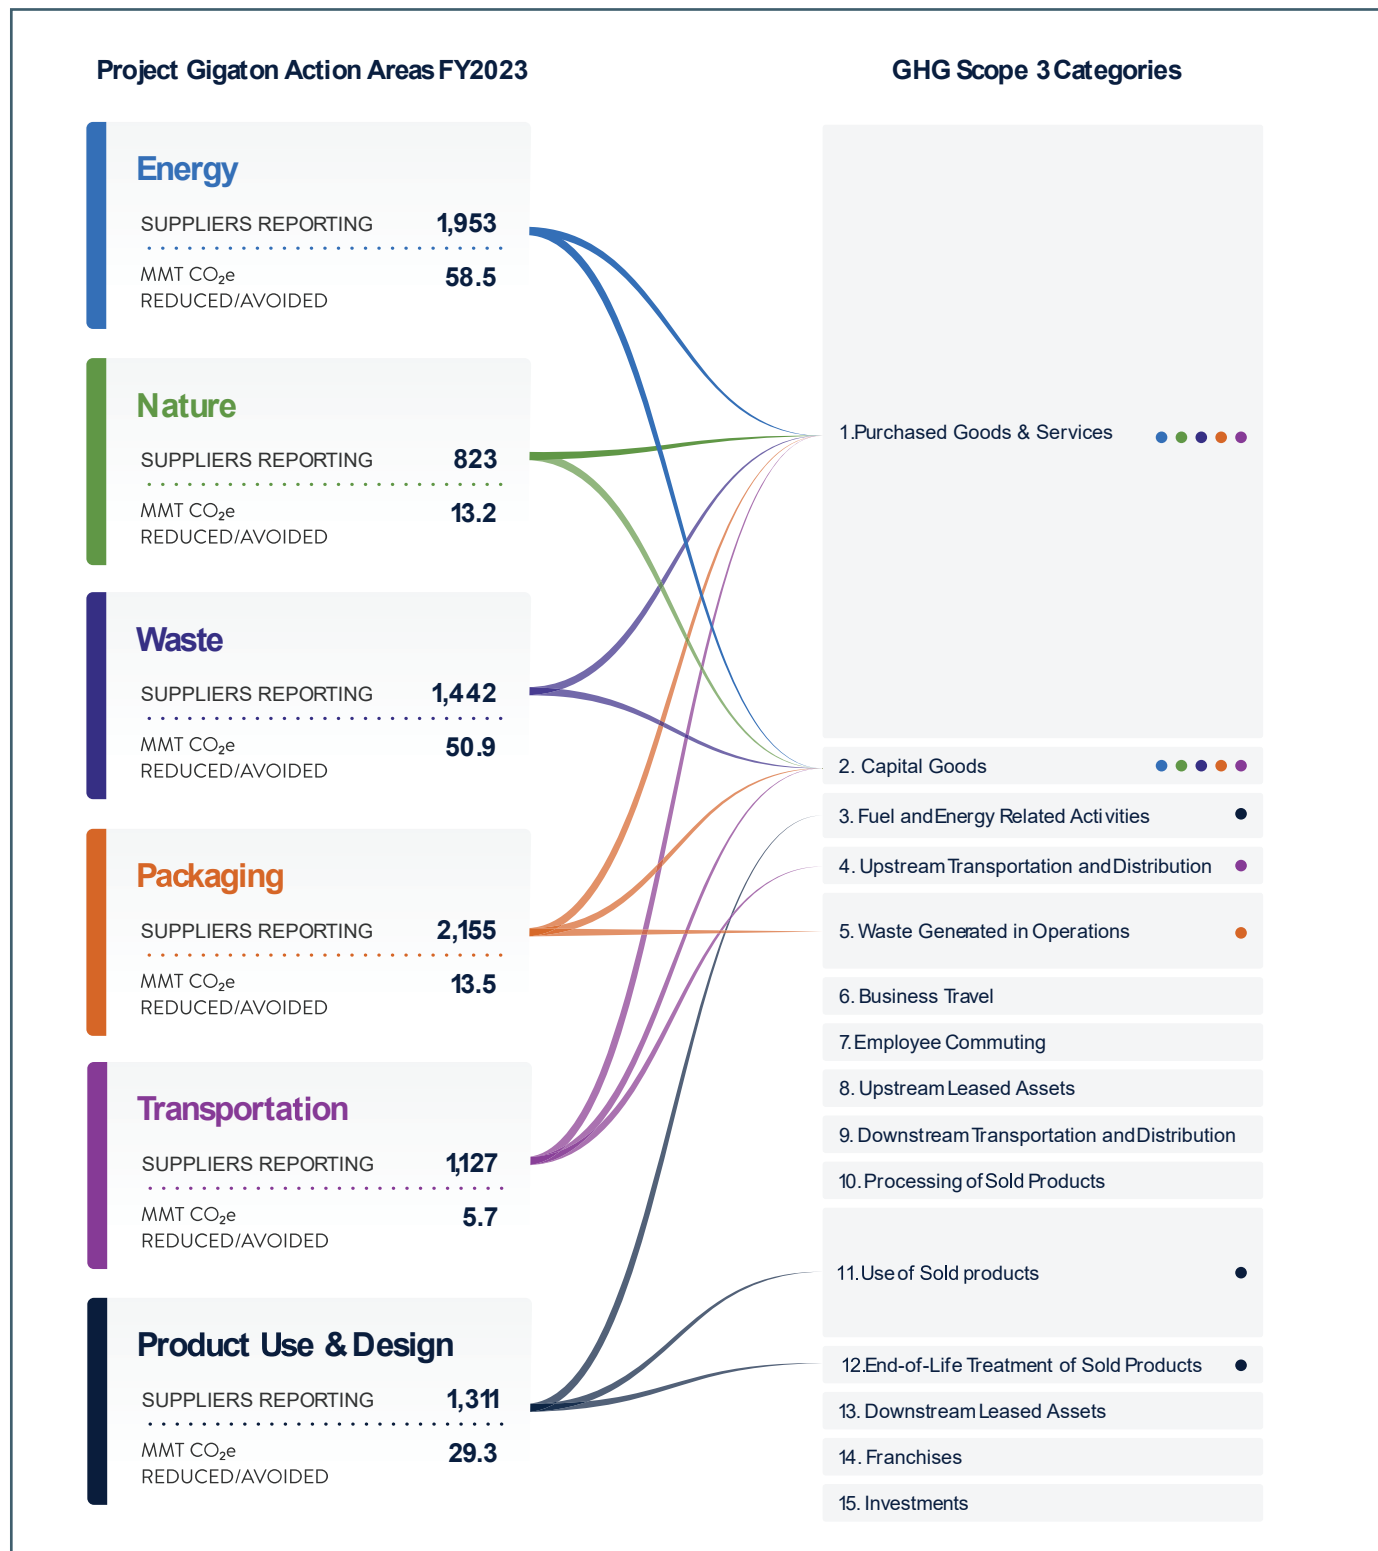 Project Gigaton Action Areas FY2023
Energy
SUPPLIERS REPORTING 1,953
MMT CO₂e 58.5
REDUCED/AVOIDED
Nature
SUPPLIERS REPORTING 823
MMT CO₂e 13.2
REDUCED/AVOIDED
Waste
SUPPLIERS REPORTING 1,442
MMT CO₂e 50.9
REDUCED/AVOIDED
Packaging
SUPPLIERS REPORTING 2,155
MMT CO₂e 13.5
REDUCED/AVOIDED
Transportation
SUPPLIERS REPORTING 1,127
MMT CO₂e 5.7
REDUCED/AVOIDED
Product Use & Design
SUPPLIERS REPORTING 1,311
MMT CO₂e 29.3
REDUCED/AVOIDED
GHG Scope 3 Categories
1. Purchased Goods & Services
2. Capital Goods
3. Fuel and Energy Related Activities
4. Upstream Transportation and Distribution
5. Waste Generated in Operations
6. Business Travel
7. Employee Commuting
8. Upstream Leased Assets
9. Downstream Transportation and Distribution
10. Processing of Sold Products
11. Use of Sold products
12. End-of-Life Treatment of Sold Products
13. Downstream Leased Assets
14. Franchises
15. Investments